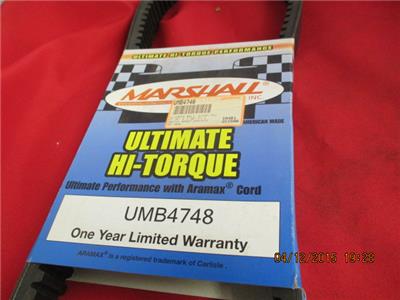 ULTIMATE HI-TORQUE PERFORMANCE
MARSHALL
INC.
UMB4748
AMERICAN MADE
ULTIMATE
HI-TORQUE
Ultimate Performance with Aramax® Cord
UMB4748
One Year Limited Warranty
ARAMAX® is a registered trademark of Carlisle.
04/12/2015 19:28